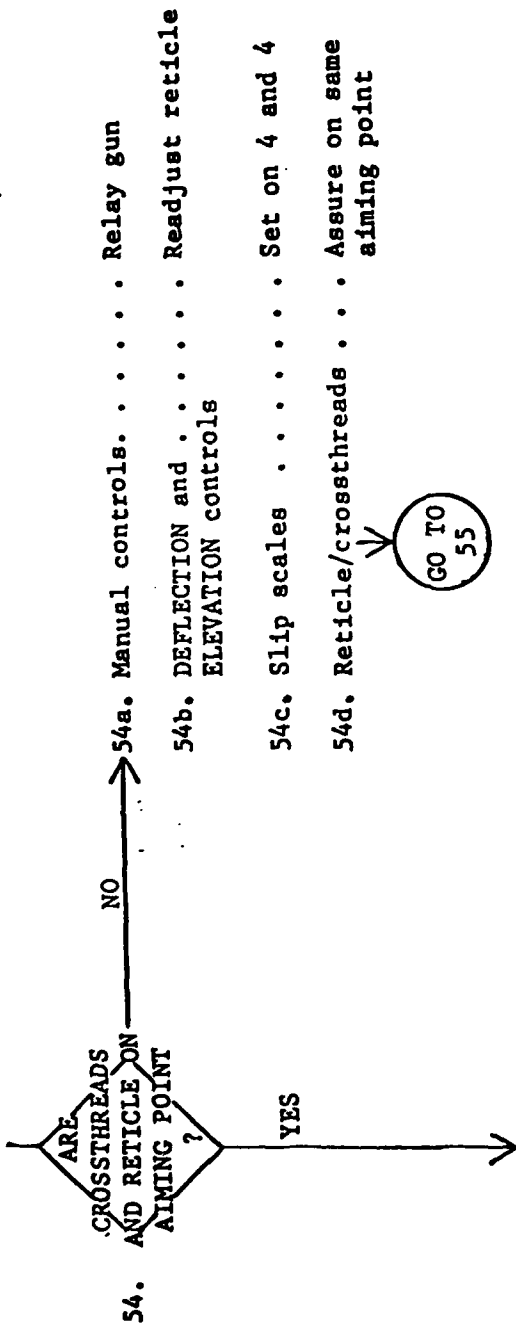 54.
ARE
CROSSTHREADS
AND RETICLE ON
AIMING POINT
?
NO
YES
54a. Manual controls. . . . . . . Relay gun
54b. DEFLECTION and . . . . . . . Readjust reticle
ELEVATION controls
54c. Slip scales . . . . . . . . . Set on 4 and 4
54d. Reticle/crossthreads . . . Assure on same
aiming point
GO TO
55